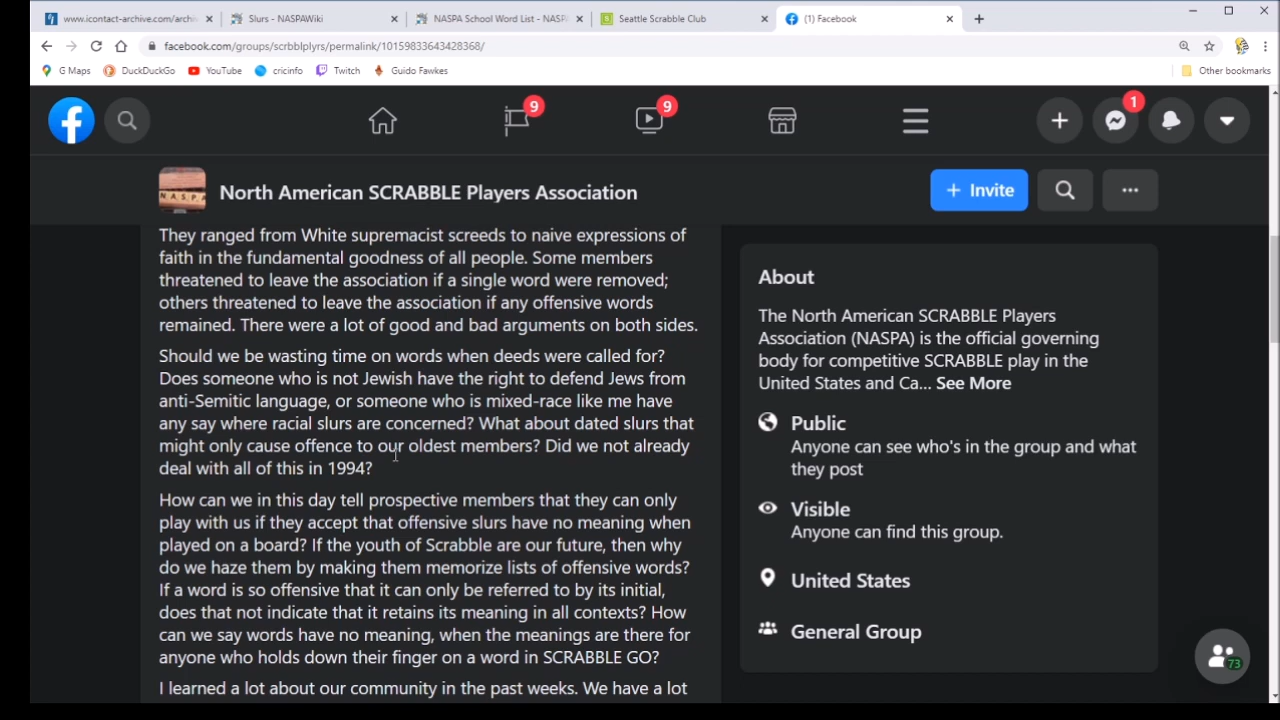 www.icontact-archive.com/archi
Slurs - NASPAWiki
NASPA School Word List - NASP
Seattle Scrabble Club
(1) Facebook
facebook.com/groups/scrbblplyrs/permalink/10159833643428368/
G Maps
DuckDuckGo
YouTube
cricinfo
Twitch
Guido Fawkes
Other bookmarks
9
9
1
North American SCRABBLE Players Association
+ Invite
They ranged from White supremacist screeds to naive expressions of
faith in the fundamental goodness of all people. Some members
threatened to leave the association if a single word were removed;
others threatened to leave the association if any offensive words
remained. There were a lot of good and bad arguments on both sides.
Should we be wasting time on words when deeds were called for?
Does someone who is not Jewish have the right to defend Jews from
anti-Semitic language, or someone who is mixed-race like me have
any say where racial slurs are concerned? What about dated slurs that
might only cause offence to our oldest members? Did we not already
deal with all of this in 1994?
How can we in this day tell prospective members that they can only
play with us if they accept that offensive slurs have no meaning when
played on a board? If the youth of Scrabble are our future, then why
do we haze them by making them memorize lists of offensive words?
If a word is so offensive that it can only be referred to by its initial,
does that not indicate that it retains its meaning in all contexts? How
can we say words have no meaning, when the meanings are there for
anyone who holds down their finger on a word in SCRABBLE GO?
I learned a lot about our community in the past weeks. We have a lot
About
The North American SCRABBLE Players
Association (NASPA) is the official governing
body for competitive SCRABBLE play in the
United States and Ca... See More
Public
Anyone can see who's in the group and what
they post
Visible
Anyone can find this group.
United States
General Group
73